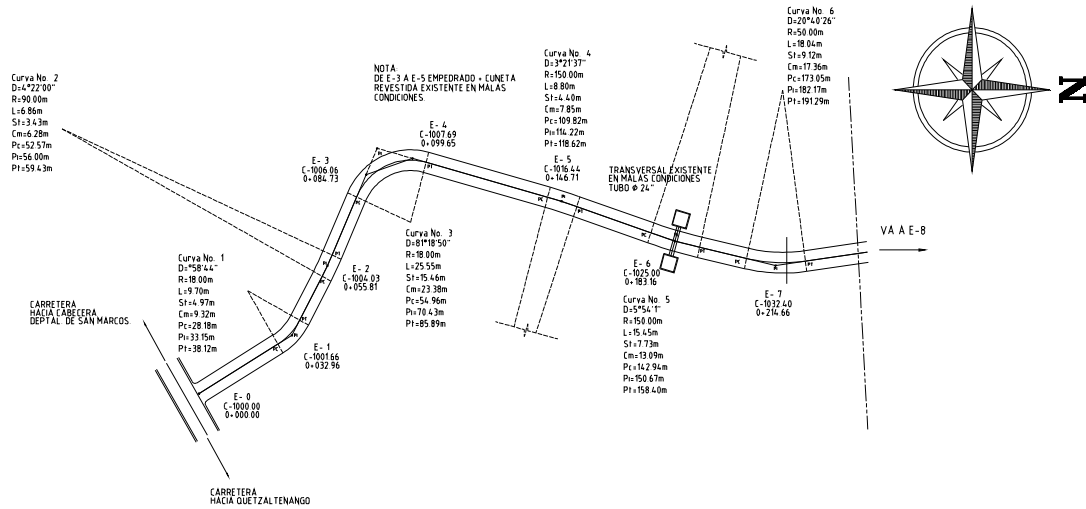 Curva No. 2
D=4°22'00"
R=90.00m
L=6.86m
St=3.43m
Cm=6.28m
Pc=52.57m
Pi=56.00m
Pt=59.43m
NOTA:
DE E-3 A E-5 EMPEDRADO + CUNETA
REVESTIDA EXISTENTE EN MALAS
CONDICIONES.
Curva No. 4
D=3°21'37"
R=150.00m
L=8.80m
St=4.40m
Cm=7.85m
Pc=109.82m
Pi=114.22m
Pt=118.62m
Curva No. 6
D=20°40'26"
R=50.00m
L=18.04m
St=9.12m
Cm=17.36m
Pc=173.05m
Pi=182.17m
Pt=191.29m
N
E- 4
C-1007.69
0+099.65
E- 3
C-1006.06
0+084.73
E- 5
C-1016.44
0+146.71
TRANSVERSAL EXISTENTE
EN MALAS CONDICIONES
TUBO Ø 24"
VA A E-8
Curva No. 3
D=81°18'50"
R=18.00m
L=25.55m
St=15.46m
Cm=23.38m
Pc=54.96m
Pi=70.43m
Pt=85.89m
Curva No. 1
D=°58'44"
R=18.00m
L=9.70m
St=4.97m
Cm=9.32m
Pc=28.18m
Pi=33.15m
Pt=38.12m
E- 2
C-1004.03
0+055.81
E- 6
C-1025.00
0+183.16
E- 7
C-1032.40
0+214.66
Curva No. 5
D=5°54'1"
R=150.00m
L=15.45m
St=7.73m
Cm=13.09m
Pc=142.94m
Pi=150.67m
Pt=158.40m
CARRETERA
HACIA CABECERA
DEPTAL. DE SAN MARCOS.
E- 1
C-1001.66
0+032.96
E- 0
C-1000.00
0+000.00
CARRETERA
HACIA QUETZALTENANGO